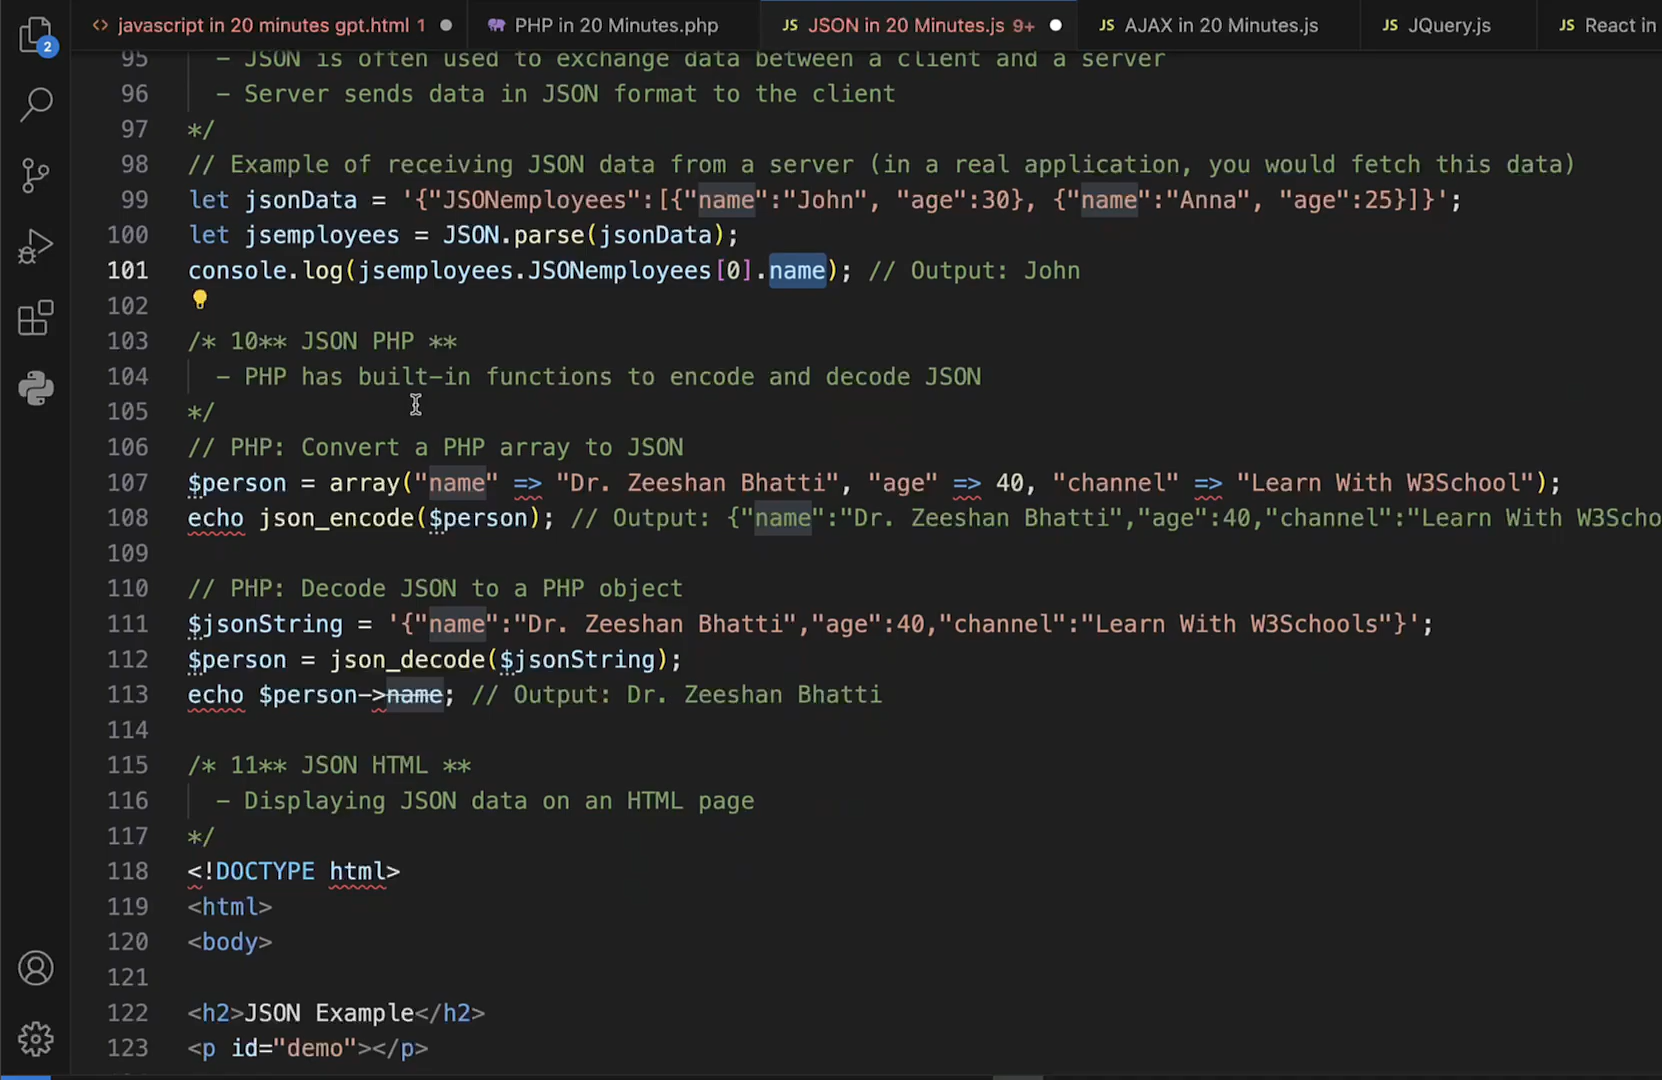 javascript in 20 minutes gpt.html 1
PHP in 20 Minutes.php
JS JSON in 20 Minutes.js 9+
JS AJAX in 20 Minutes.js
JS JQuery.js
JS React in
2
95 - JSON is often used to exchange data between a client and a server
96 - Server sends data in JSON format to the client
97 */
98 // Example of receiving JSON data from a server (in a real application, you would fetch this data)
99 let jsonData = '{"JSONemployees":[{"name":"John", "age":30}, {"name":"Anna", "age":25}]}';
100 let jsemployees = JSON.parse(jsonData);
101 console.log(jsemployees.JSONemployees[0].name); // Output: John
102
103 /* 10** JSON PHP **
104 - PHP has built-in functions to encode and decode JSON
105 */
106 // PHP: Convert a PHP array to JSON
107 $person = array("name" => "Dr. Zeeshan Bhatti", "age" => 40, "channel" => "Learn With W3School");
108 echo json_encode($person); // Output: {"name":"Dr. Zeeshan Bhatti","age":40,"channel":"Learn With W3Scho
109
110 // PHP: Decode JSON to a PHP object
111 $jsonString = '{"name":"Dr. Zeeshan Bhatti","age":40,"channel":"Learn With W3Schools"}';
112 $person = json_decode($jsonString);
113 echo $person->name; // Output: Dr. Zeeshan Bhatti
114
115 /* 11** JSON HTML **
116 - Displaying JSON data on an HTML page
117 */
118 <!DOCTYPE html>
119 <html>
120 <body>
121
122 <h2>JSON Example</h2>
123 <p id="demo"></p>